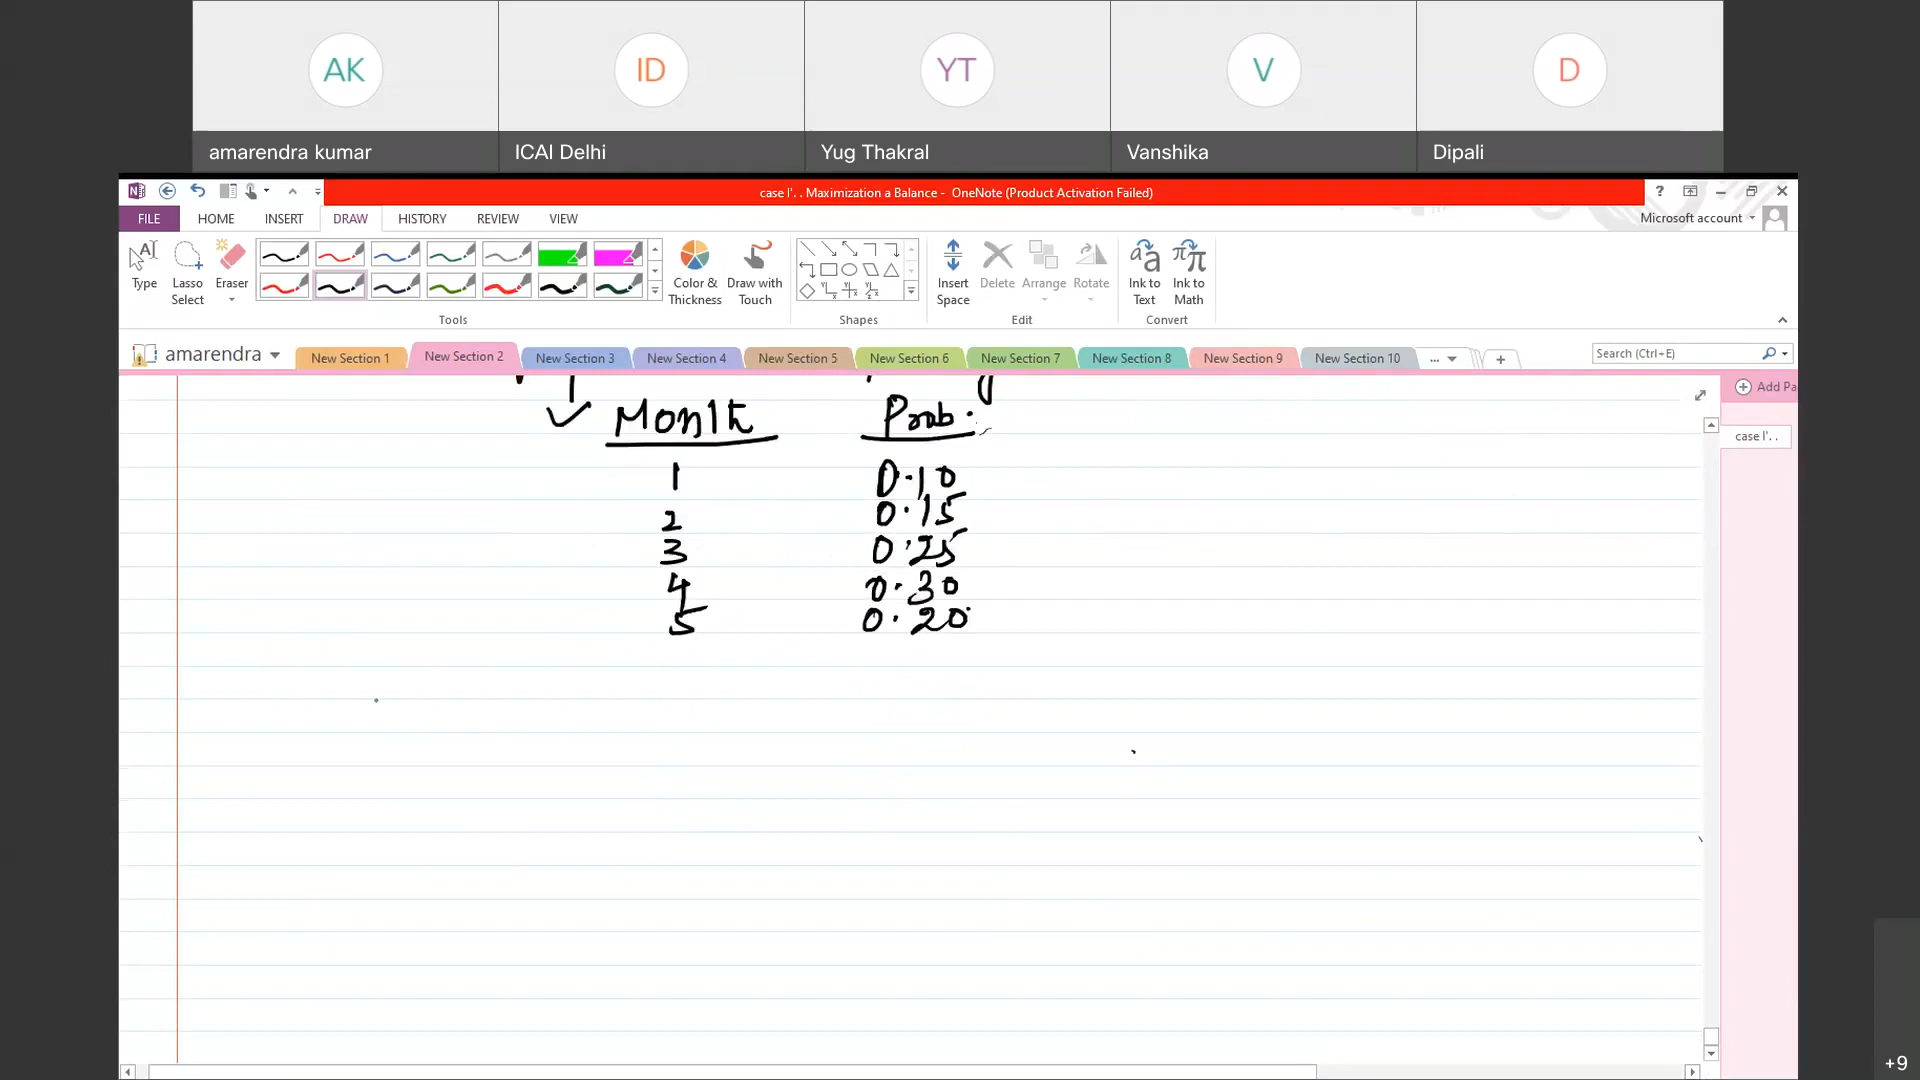 AK ID YT V D
amarendra kumar ICAI Delhi Yug Thakral Vanshika Dipali
case I'. . Maximization a Balance - OneNote (Product Activation Failed) ?
FILE HOME INSERT DRAW HISTORY REVIEW VIEW Microsoft account
Type Lasso Select Eraser Color & Thickness Draw with Touch Insert Space Delete Arrange Rotate Ink to Text Ink to Math
Tools Shapes Edit Convert
amarendra New Section 1 New Section 2 New Section 3 New Section 4 New Section 5 New Section 6 New Section 7 New Section 8 New Section 9 New Section 10 ... Search (Ctrl+E)
Add Pa
case I'. .
Month Prob.
1 0.10
2 0.15
3 0.25
4 0.30
5 0.20
+9